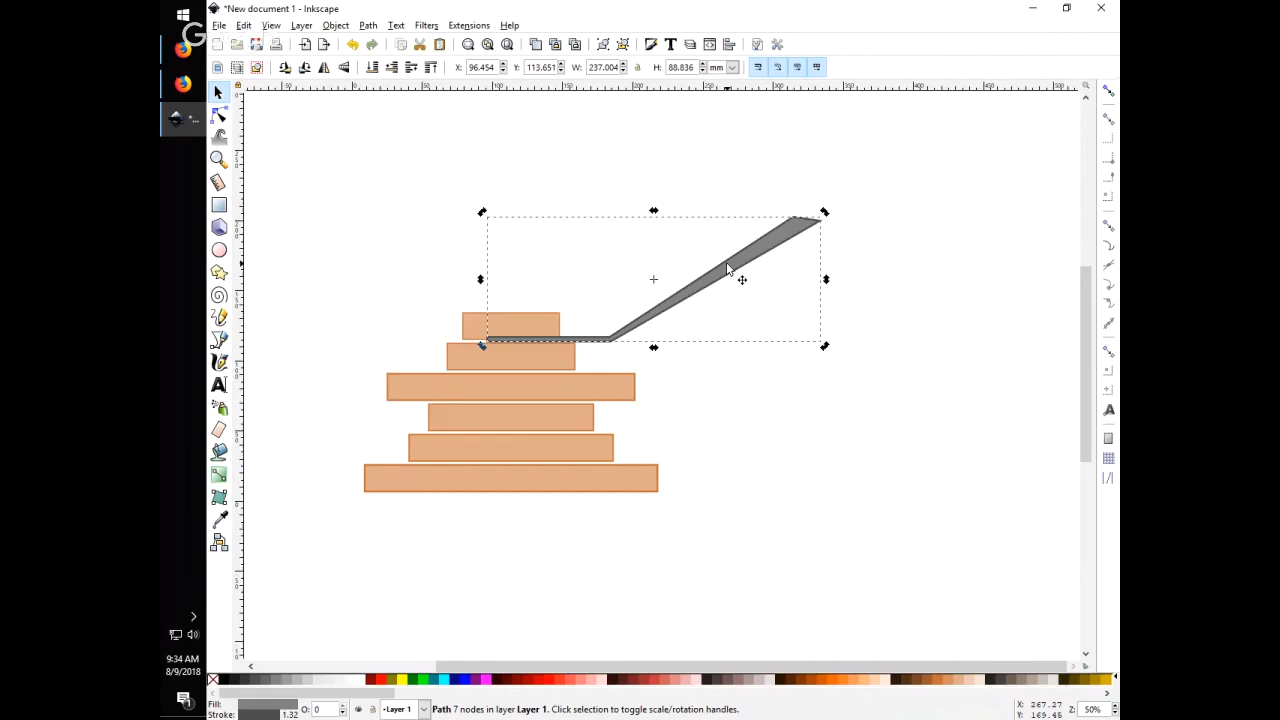 *New document 1 - Inkscape
File Edit View Layer Object Path Text Filters Extensions Help
X: 96.454 Y: 113.651 W: 237.004 H: 88.836 mm
G
9:34 AM
8/9/2018
Fill:
Stroke: 1.32 O: 0 Layer 1 Path 7 nodes in layer Layer 1. Click selection to toggle scale/rotation handles. X: 267.27 Y: 169.45 Z: 50%